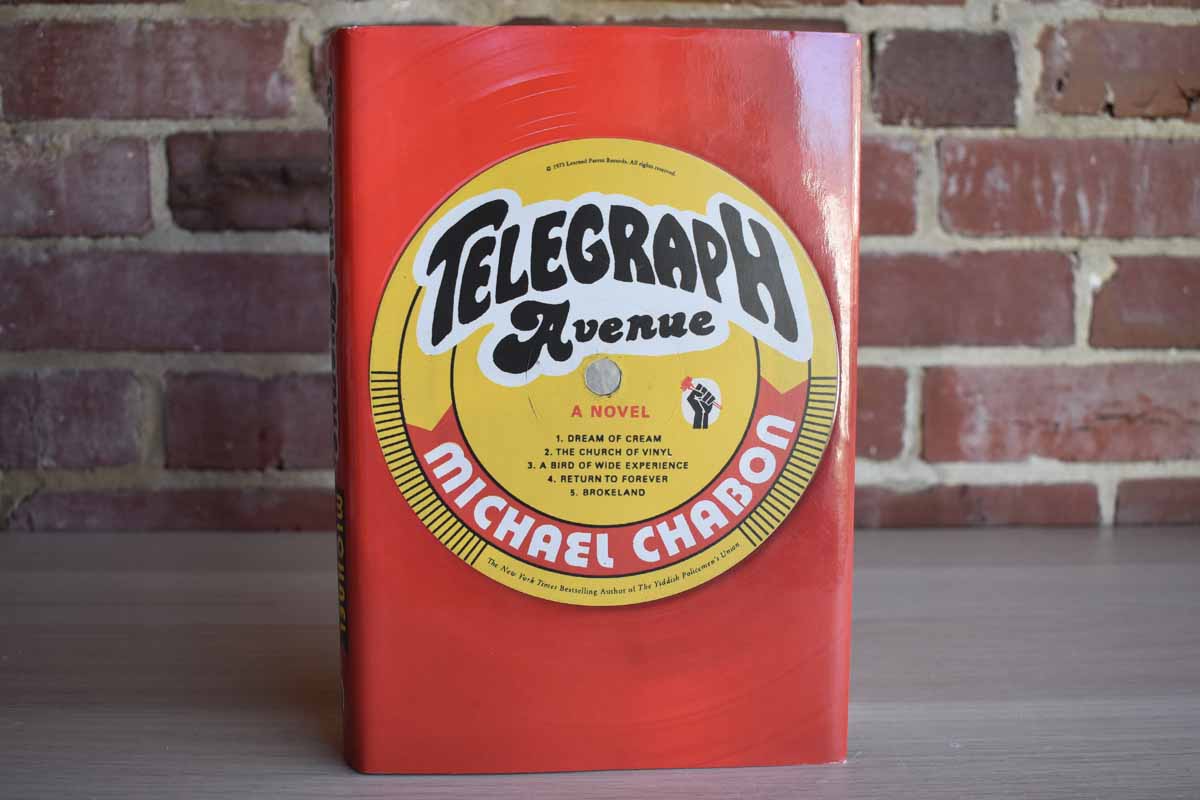 © 1973 Learned Parrot Records. All rights reserved.
TELEGRAPH
Avenue
A NOVEL
1. DREAM OF CREAM
2. THE CHURCH OF VINYL
3. A BIRD OF WIDE EXPERIENCE
4. RETURN TO FOREVER
5. BROKELAND
MICHAEL CHABON
The New York Times Bestselling Author of The Yiddish Policemen's Union
MICHAEL